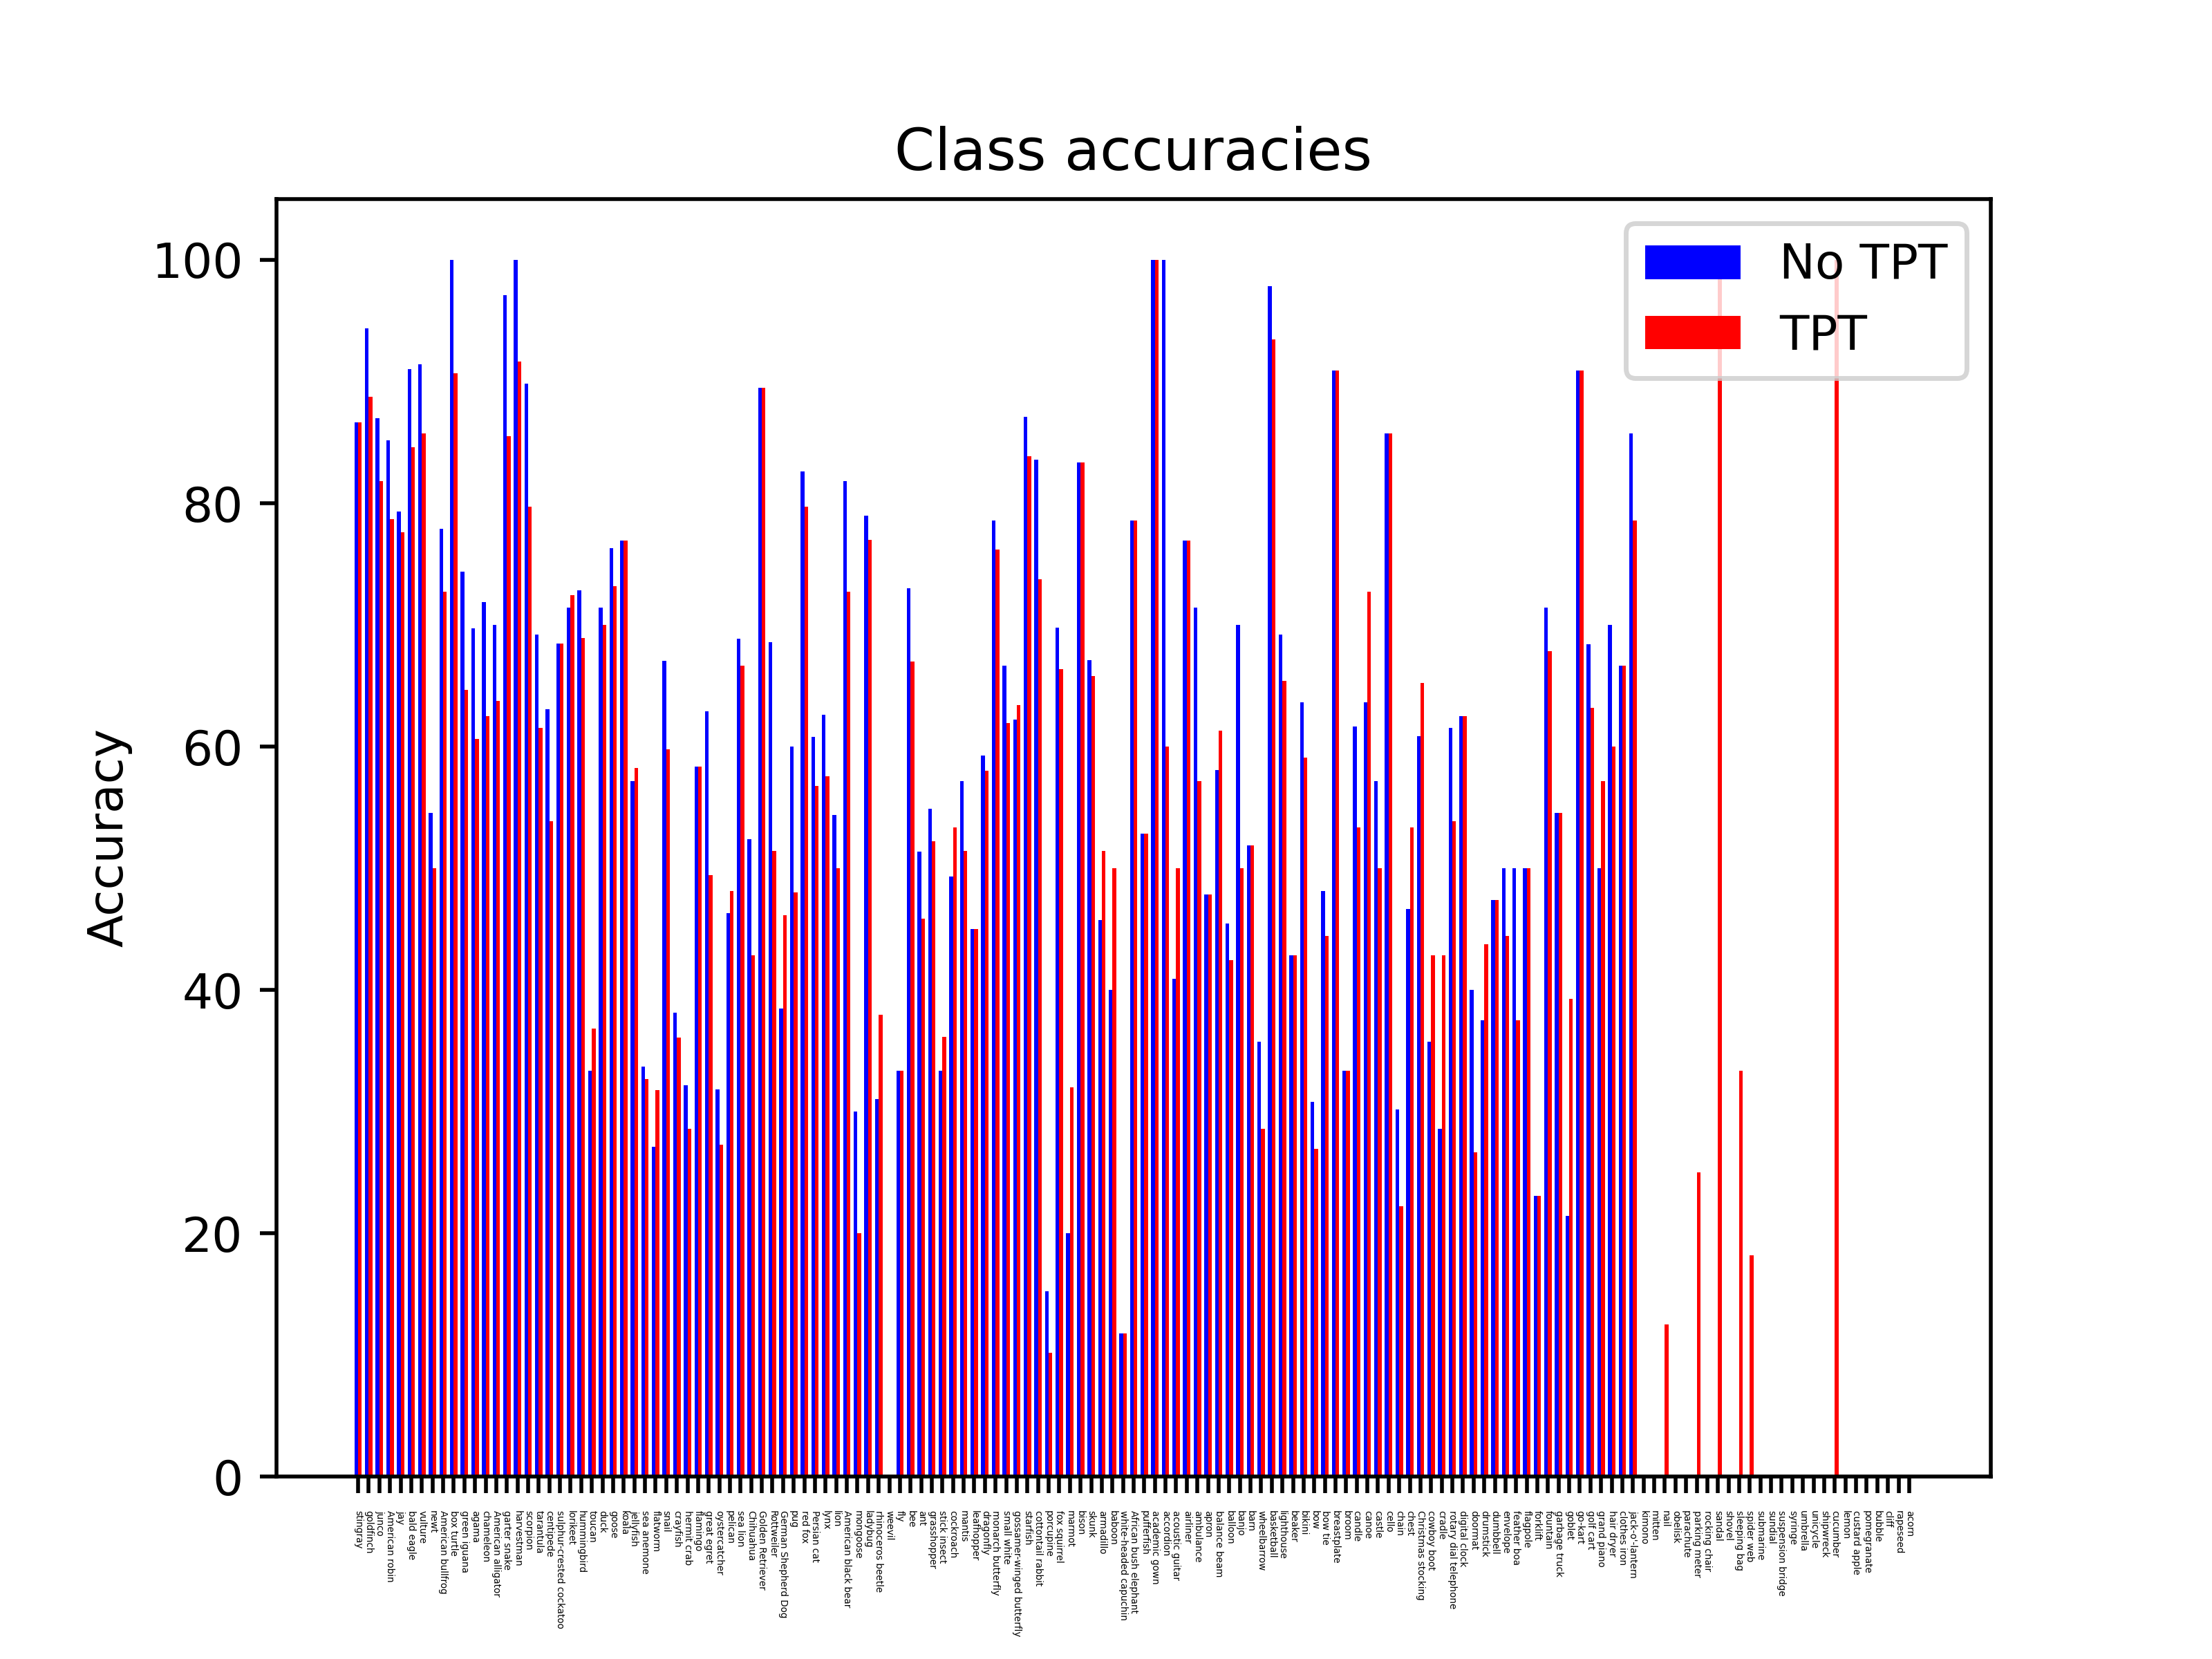 Class accuracies
No TPT
TPT
Accuracy
100
80
60
40
20
0
stingray
goldfinch
junco
American robin
jay
bald eagle
vulture
newt
American bullfrog
box turtle
green iguana
agama
chameleon
American alligator
garter snake
harvestman
scorpion
tarantula
centipede
sulphur-crested cockatoo
lorikeet
hummingbird
toucan
duck
goose
koala
jellyfish
sea anemone
flatworm
snail
crayfish
hermit crab
flamingo
great egret
oystercatcher
pelican
sea lion
Chihuahua
Golden Retriever
Rottweiler
German Shepherd Dog
pug
red fox
Persian cat
lynx
lion
American black bear
mongoose
ladybug
rhinoceros beetle
weevil
fly
bee
ant
grasshopper
stick insect
cockroach
mantis
leafhopper
dragonfly
monarch butterfly
small white
gossamer-winged butterfly
starfish
cottontail rabbit
porcupine
fox squirrel
marmot
bison
skunk
armadillo
baboon
white-headed capuchin
African bush elephant
pufferfish
academic gown
accordion
acoustic guitar
airliner
ambulance
apron
balance beam
balloon
banjo
barn
wheelbarrow
basketball
lighthouse
beaker
bikini
bow
bow tie
breastplate
broom
candle
canoe
castle
cello
chain
chest
Christmas stocking
cowboy boot
cradle
rotary dial telephone
digital clock
doormat
drumstick
dumbbell
envelope
feather boa
flagpole
forklift
fountain
garbage truck
goblet
go-kart
golf cart
grand piano
hair dryer
clothes iron
jack-o'-lantern
kimono
mitten
nail
obelisk
parachute
parking meter
rocking chair
sandal
shovel
sleeping bag
spider web
submarine
sundial
suspension bridge
syringe
umbrella
unicycle
shipwreck
cucumber
lemon
custard apple
pomegranate
bubble
cliff
rapeseed
acorn